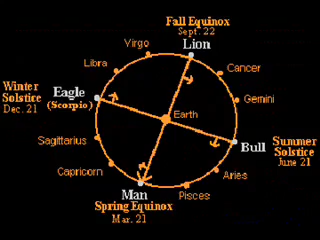 Fall Equinox
Sept. 22
Lion
Virgo
Libra
Cancer
Winter
Solstice
Dec. 21
Eagle
(Scorpio)
Gemini
Earth
Sagittarius
Bull
Summer
Solstice
June 21
Capricorn
Aries
Man
Pisces
Spring Equinox
Mar. 21